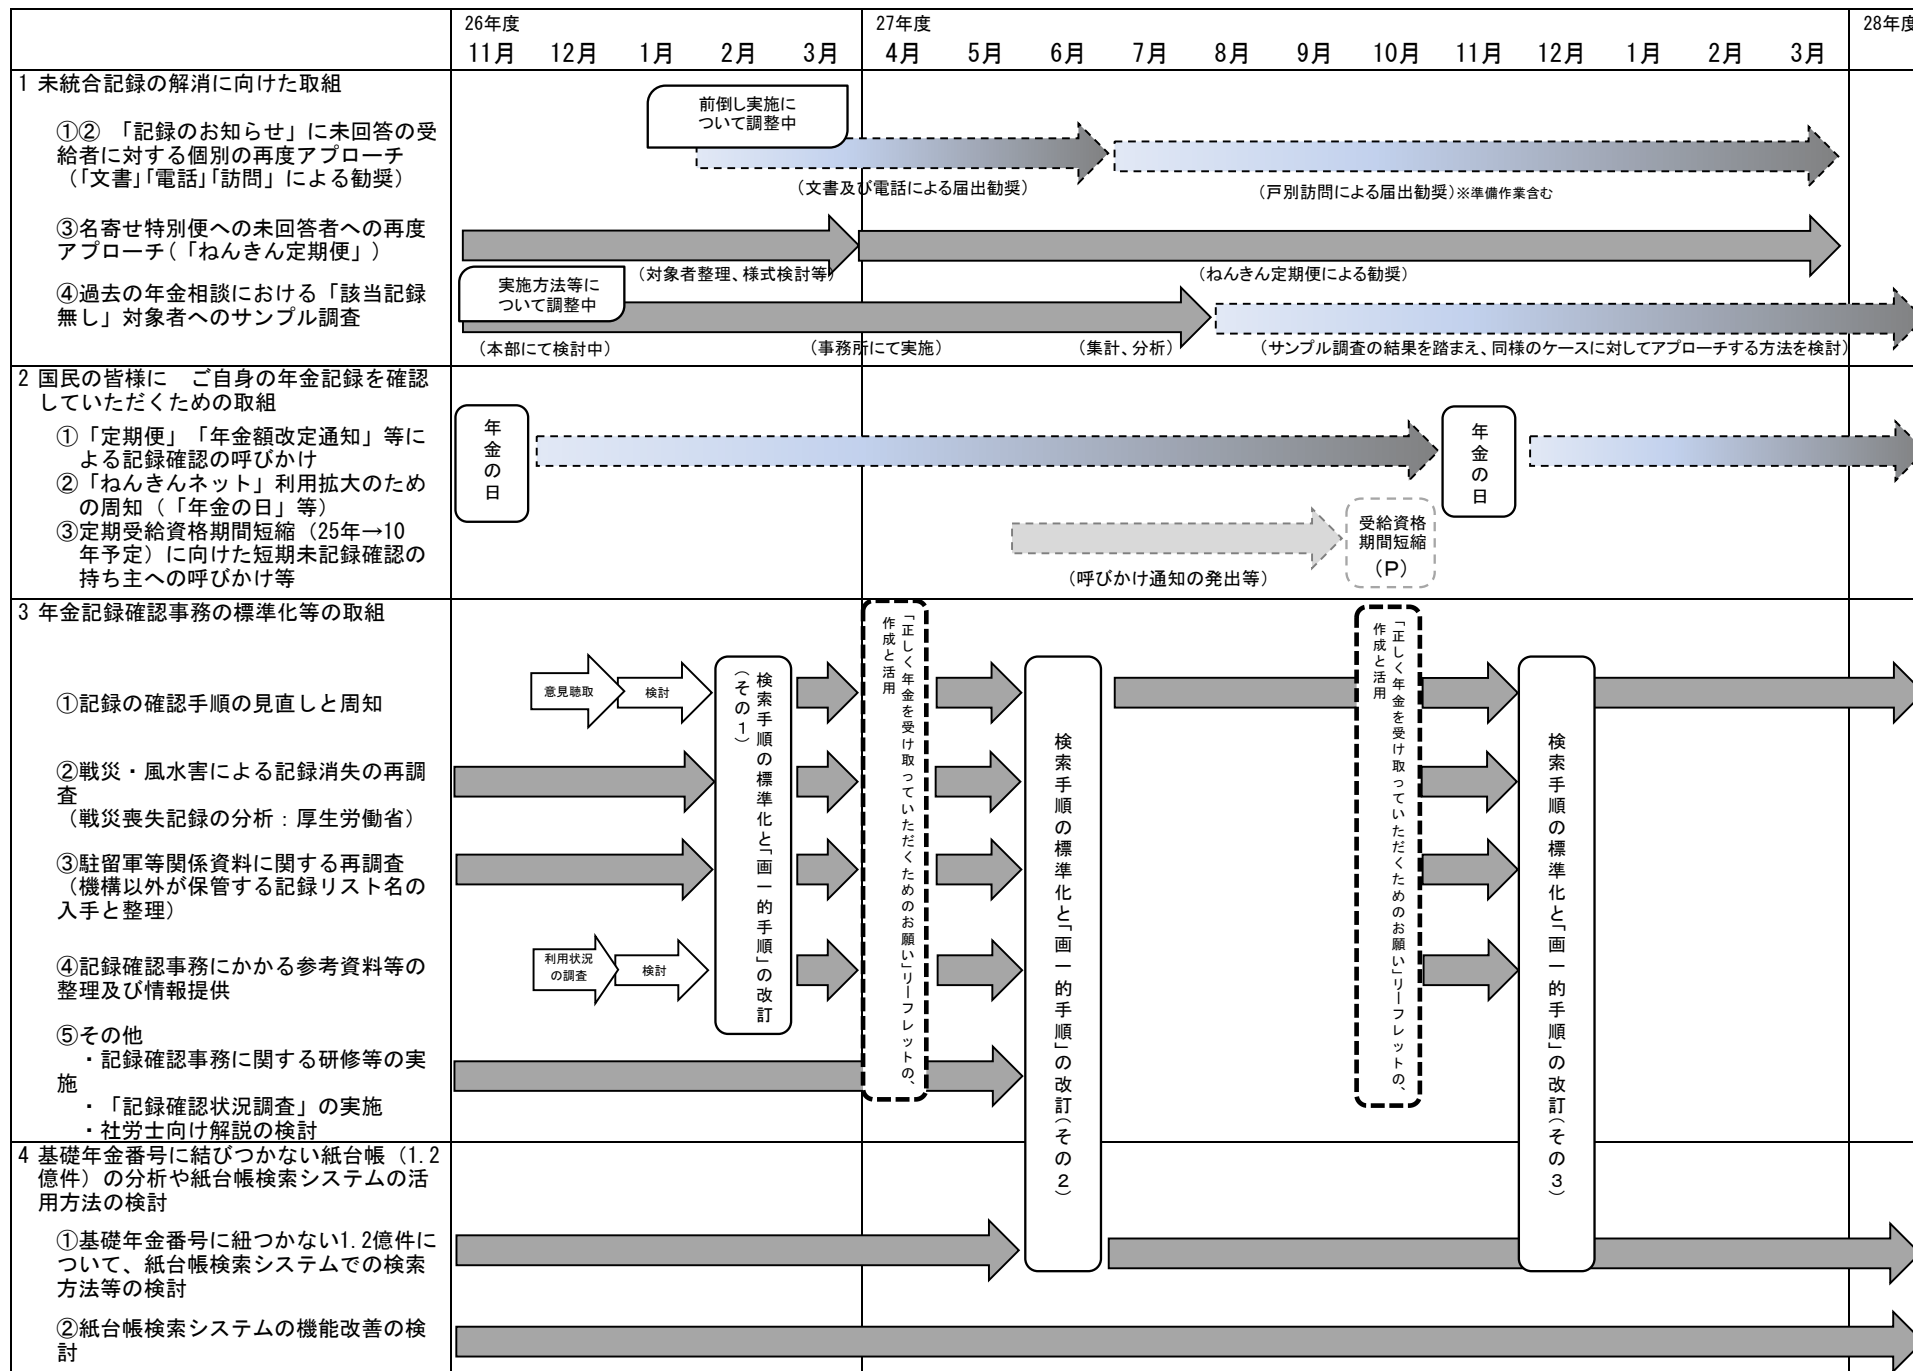 26年度
27年度
28年度
11月 12月 1月 2月 3月 4月 5月 6月 7月 8月 9月 10月 11月 12月 1月 2月 3月
1 未統合記録の解消に向けた取組
①② 「記録のお知らせ」に未回答の受
給者に対する個別の再度アプローチ
（「文書」「電話」「訪問」による勧奨）
前倒し実施に
ついて調整中
（文書及び電話による届出勧奨）
（戸別訪問による届出勧奨）※準備作業含む
③名寄せ特別便への未回答者への再度
アプローチ（「ねんきん定期便」）
（対象者整理、様式検討等）
（ねんきん定期便による勧奨）
④過去の年金相談における「該当記録
無し」対象者へのサンプル調査
実施方法等に
ついて調整中
（本部にて検討中）
（事務所にて実施）
（集計、分析）
（サンプル調査の結果を踏まえ、同様のケースに対してアプローチする方法を検討）
2 国民の皆様に　ご自身の年金記録を確認
していただくための取組
①「定期便」「年金額改定通知」等に
よる記録確認の呼びかけ
②「ねんきんネット」利用拡大のため
の周知（「年金の日」等）
③定期受給資格期間短縮（25年→10
年予定）に向けた短期未記録確認の
持ち主への呼びかけ等
年金の日
年金の日
受給資格
期間短縮
（P）
（呼びかけ通知の発出等）
3 年金記録確認事務の標準化等の取組
①記録の確認手順の見直しと周知
意見聴取
検討
②戦災・風水害による記録消失の再調
査
（戦災喪失記録の分析：厚生労働省）
③駐留軍等関係資料に関する再調査
（機構以外が保管する記録リスト名の
入手と整理）
④記録確認事務にかかる参考資料等の
整理及び情報提供
利用状況
の調査
検討
⑤その他
・記録確認事務に関する研修等の実
施
・「記録確認状況調査」の実施
・社労士向け解説の検討
検索手順の標準化と「画一的手順」の改訂
（その１）
「正しく年金を受け取っていただくためのお願い」リーフレットの、
作成と活用
検索手順の標準化と「画一的手順」の改訂（その２）
「正しく年金を受け取っていただくためのお願い」リーフレットの、
作成と活用
検索手順の標準化と「画一的手順」の改訂（その３）
4 基礎年金番号に結びつかない紙台帳（1.2
億件）の分析や紙台帳検索システムの活
用方法の検討
①基礎年金番号に紐つかない1.2億件に
ついて、紙台帳検索システムでの検索
方法等の検討
②紙台帳検索システムの機能改善の検
討